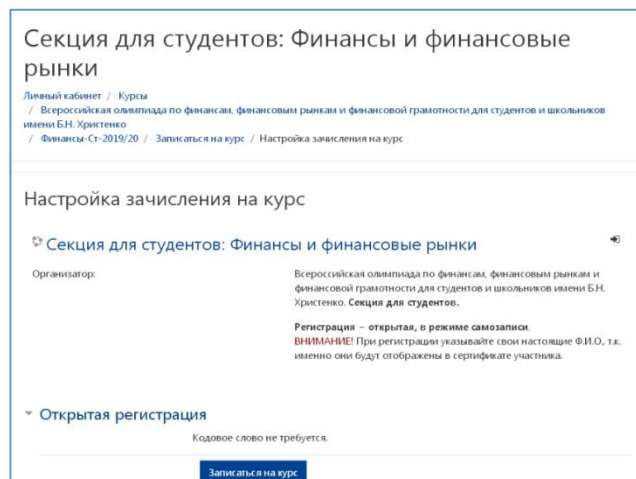 Секция для студентов: Финансы и финансовые
рынки
Личный кабинет / Курсы
/ Всероссийская олимпиада по финансам, финансовым рынкам и финансовой грамотности для студентов и школьников
имени Б.Н. Христенко
/ Финансы-Ст-2019/20 / Записаться на курс / Настройка зачисления на курс
Настройка зачисления на курс
Секция для студентов: Финансы и финансовые рынки
Организатор:
Всероссийская олимпиада по финансам, финансовым рынкам и
финансовой грамотности для студентов и школьников имени Б.Н.
Христенко. Секция для студентов.
Регистрация – открытая, в режиме самозаписи.
ВНИМАНИЕ! При регистрации указывайте свои настоящие Ф.И.О., т.к.
именно они будут отображены в сертификате участника.
Открытая регистрация
Кодовое слово не требуется.
Записаться на курс